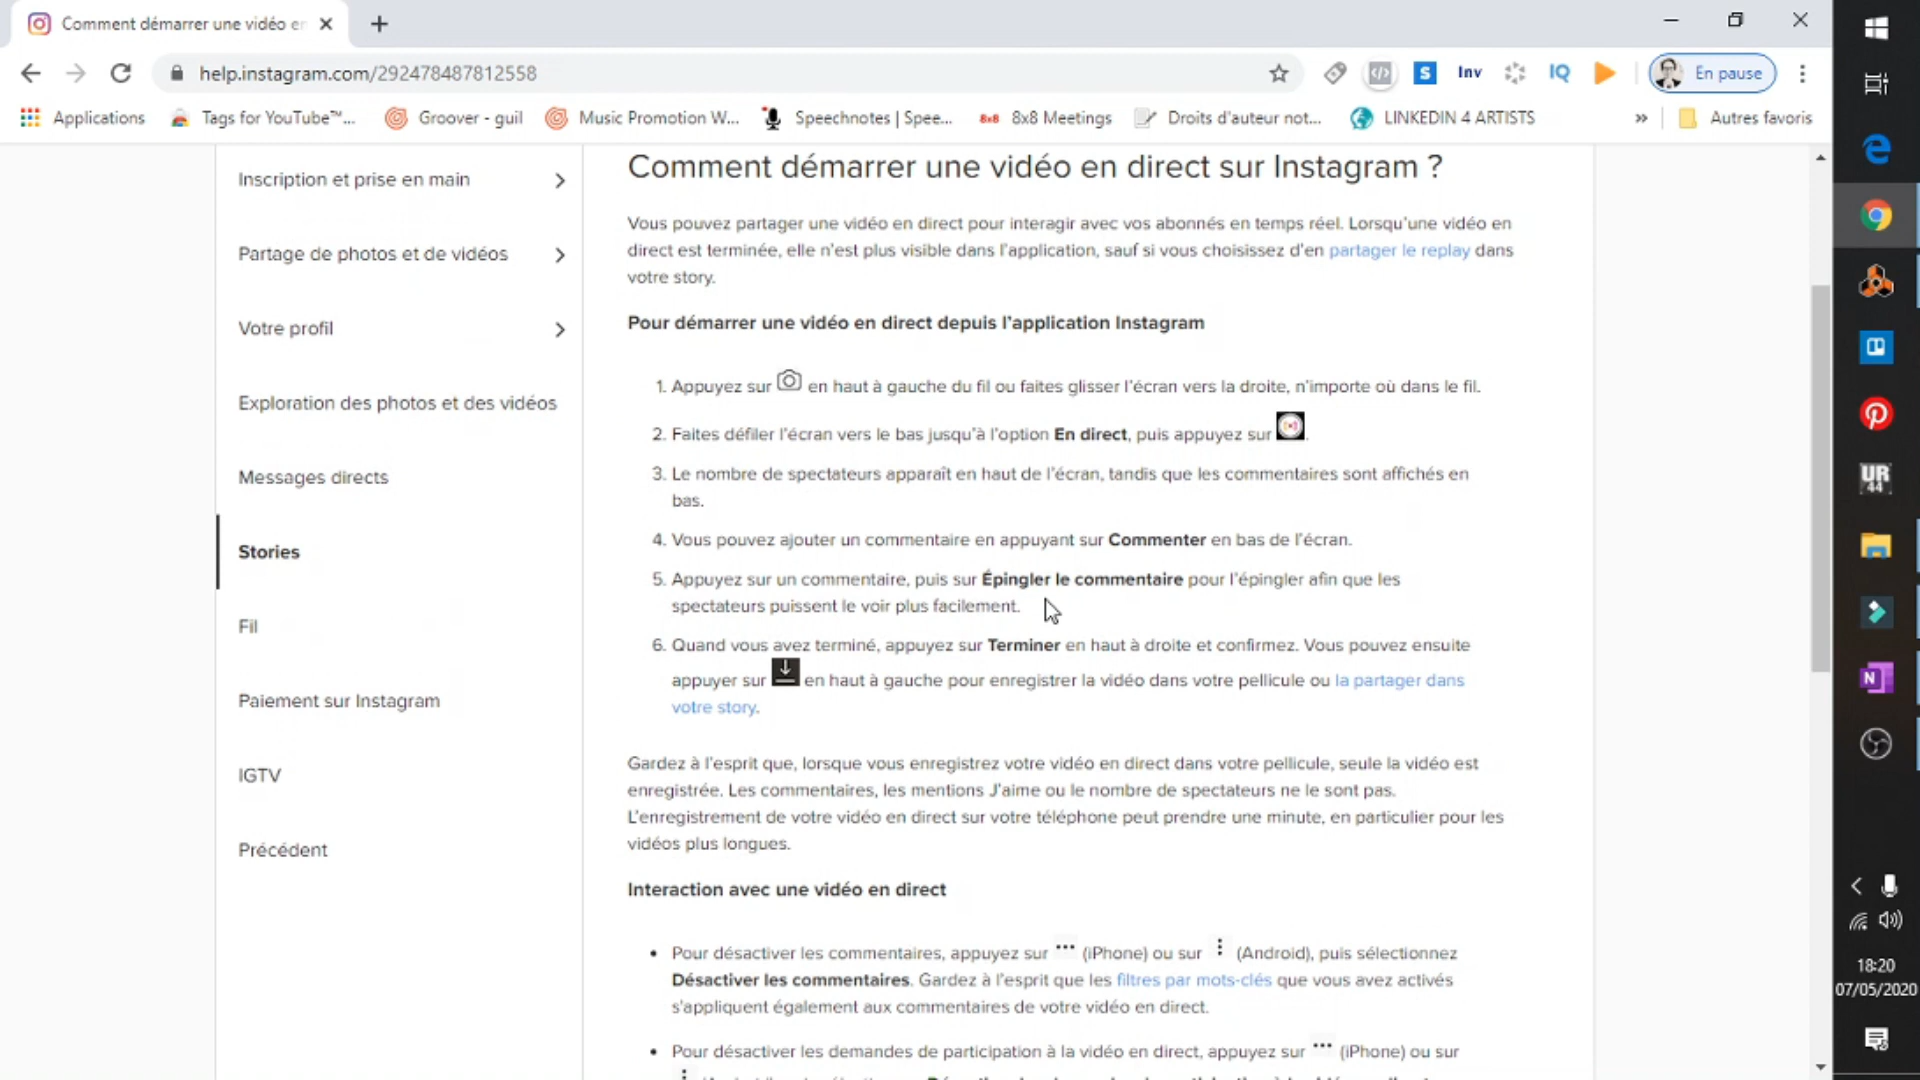 Comment démarrer une vidéo en
help.instagram.com/292478487812558
Inv
IQ
En pause
Applications
Tags for YouTube™...
Groover - guil
Music Promotion W...
Speechnotes | Spee...
8x8 8x8 Meetings
Droits d'auteur not...
LINKEDIN 4 ARTISTS
»
Autres favoris
Inscription et prise en main
Partage de photos et de vidéos
Votre profil
Exploration des photos et des vidéos
Messages directs
Stories
Fil
Paiement sur Instagram
IGTV
Précédent
Comment démarrer une vidéo en direct sur Instagram ?
Vous pouvez partager une vidéo en direct pour interagir avec vos abonnés en temps réel. Lorsqu'une vidéo en
direct est terminée, elle n'est plus visible dans l'application, sauf si vous choisissez d'en partager le replay dans
votre story.
Pour démarrer une vidéo en direct depuis l'application Instagram
1. Appuyez sur en haut à gauche du fil ou faites glisser l'écran vers la droite, n'importe où dans le fil.
2. Faites défiler l'écran vers le bas jusqu'à l'option En direct, puis appuyez sur .
3. Le nombre de spectateurs apparaît en haut de l'écran, tandis que les commentaires sont affichés en
bas.
4. Vous pouvez ajouter un commentaire en appuyant sur Commenter en bas de l'écran.
5. Appuyez sur un commentaire, puis sur Épingler le commentaire pour l'épingler afin que les
spectateurs puissent le voir plus facilement.
6. Quand vous avez terminé, appuyez sur Terminer en haut à droite et confirmez. Vous pouvez ensuite
appuyer sur en haut à gauche pour enregistrer la vidéo dans votre pellicule ou la partager dans
votre story.
Gardez à l'esprit que, lorsque vous enregistrez votre vidéo en direct dans votre pellicule, seule la vidéo est
enregistrée. Les commentaires, les mentions J'aime ou le nombre de spectateurs ne le sont pas.
L'enregistrement de votre vidéo en direct sur votre téléphone peut prendre une minute, en particulier pour les
vidéos plus longues.
Interaction avec une vidéo en direct
• Pour désactiver les commentaires, appuyez sur ••• (iPhone) ou sur ⋮ (Android), puis sélectionnez
Désactiver les commentaires. Gardez à l'esprit que les filtres par mots-clés que vous avez activés
s'appliquent également aux commentaires de votre vidéo en direct.
• Pour désactiver les demandes de participation à la vidéo en direct, appuyez sur ••• (iPhone) ou sur
UR
44
18:20
07/05/2020